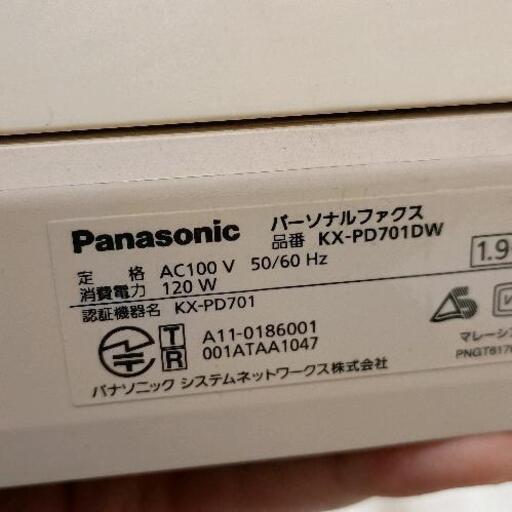 Panasonic パーソナルファクス
品番 KX-PD701DW
定 格 AC100 V 50/60 Hz
消費電力 120 W
認証機器名 KX-PD701
1.9
T A11-0186001
R 001ATAA1047
パナソニック システムネットワークス株式会社
マレーシ
PNGT617